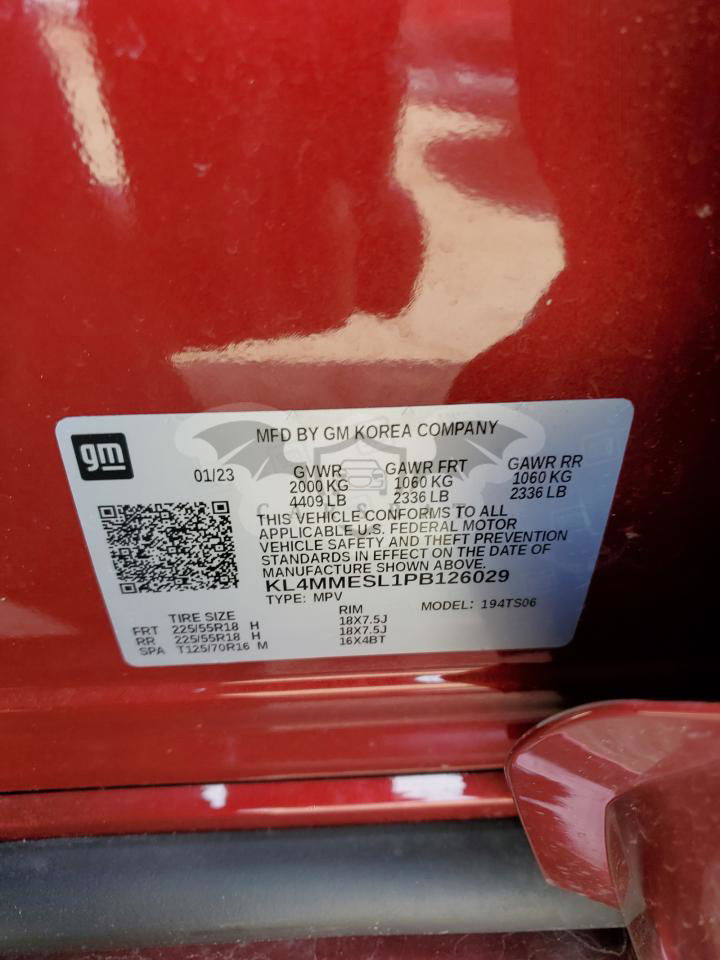 MFD BY GM KOREA COMPANY
gm
01/23
GVWR GAWR FRT GAWR RR
2000 KG 1060 KG 1060 KG
4409 LB 2336 LB 2336 LB
THIS VEHICLE CONFORMS TO ALL
APPLICABLE U.S. FEDERAL MOTOR
VEHICLE SAFETY AND THEFT PREVENTION
STANDARDS IN EFFECT ON THE DATE OF
MANUFACTURE SHOWN ABOVE.
KL4MMESL1PB126029
TYPE: MPV MODEL: 194TS06
TIRE SIZE RIM
FRT 225/55R18 H 18X7.5J
RR 225/55R18 H 18X7.5J
SPA T125/70R16 M 16X4BT